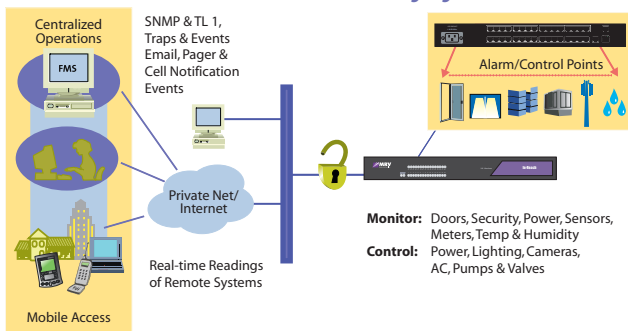 Centralized
Operations
FMS
SNMP & TL 1,
Traps & Events
Email, Pager &
Cell Notification
Events
Alarm/Control Points
Private Net/
Internet
way
Monitor: Doors, Security, Power, Sensors,
Meters, Temp & Humidity
Control: Power, Lighting, Cameras,
AC, Pumps & Valves
Real-time Readings
of Remote Systems
Mobile Access